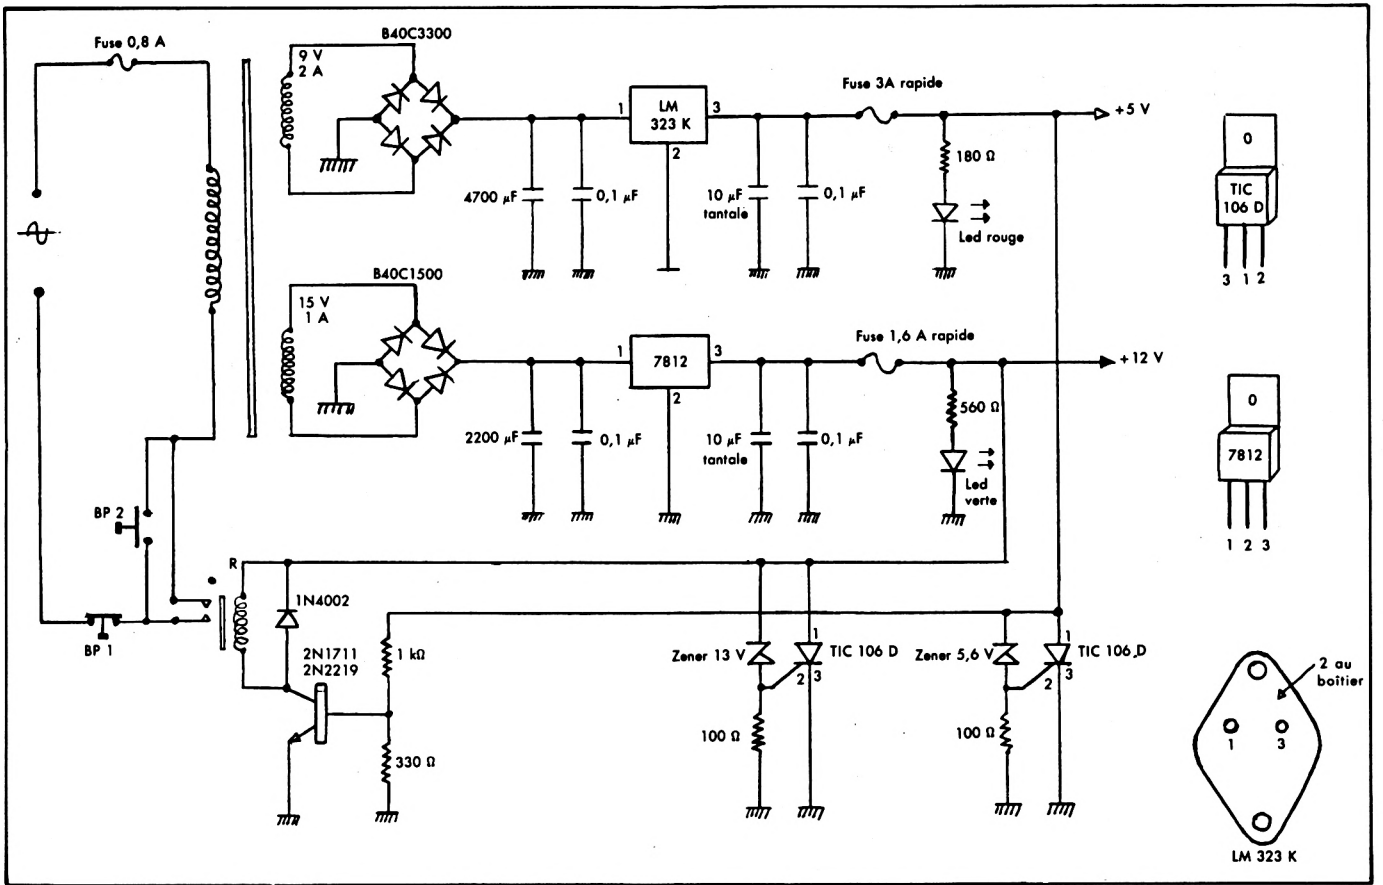 Fuse 0,8 A
B40C3300
9 V
2 A
LM
323 K
1
3
2
Fuse 3A rapide
+5 V
4700 µF
0,1 µF
10 µF
tantale
0,1 µF
180 Ω
Led rouge
0
TIC
106 D
3 1 2
B40C1500
15 V
1 A
1
7812
3
2
Fuse 1,6 A rapide
+12 V
2200 µF
0,1 µF
10 µF
tantale
0,1 µF
560 Ω
Led
verte
0
7812
1 2 3
BP 2
BP 1
R
1N4002
2N1711
2N2219
1 kΩ
330 Ω
Zener 13 V
1
TIC 106 D
2
3
100 Ω
Zener 5,6 V
1
TIC 106 D
2
3
100 Ω
2 au
boîtier
1
3
LM 323 K